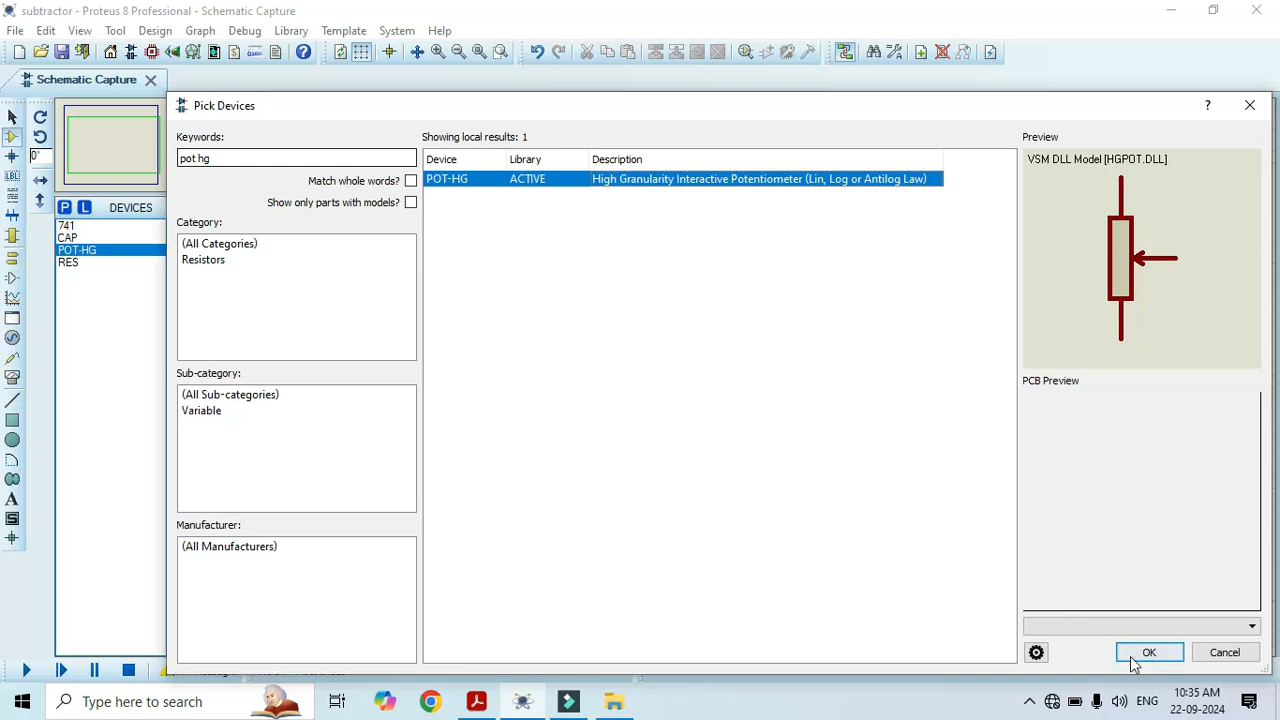 subtractor - Proteus 8 Professional - Schematic Capture
File Edit View Tool Design Graph Debug Library Template System Help
Schematic Capture
Pick Devices
Keywords:
pot hg
Match whole words?
Show only parts with models?
Category:
(All Categories)
Resistors
Sub-category:
(All Sub-categories)
Variable
Manufacturer:
(All Manufacturers)
Showing local results: 1
Device Library Description
POT-HG ACTIVE High Granularity Interactive Potentiometer (Lin, Log or Antilog Law)
Preview
VSM DLL Model [HGPOT.DLL]
PCB Preview
OK Cancel
0°
P L DEVICES
741
CAP
POT-HG
RES
LBL
A
Type here to search
ENG
10:35 AM
22-09-2024